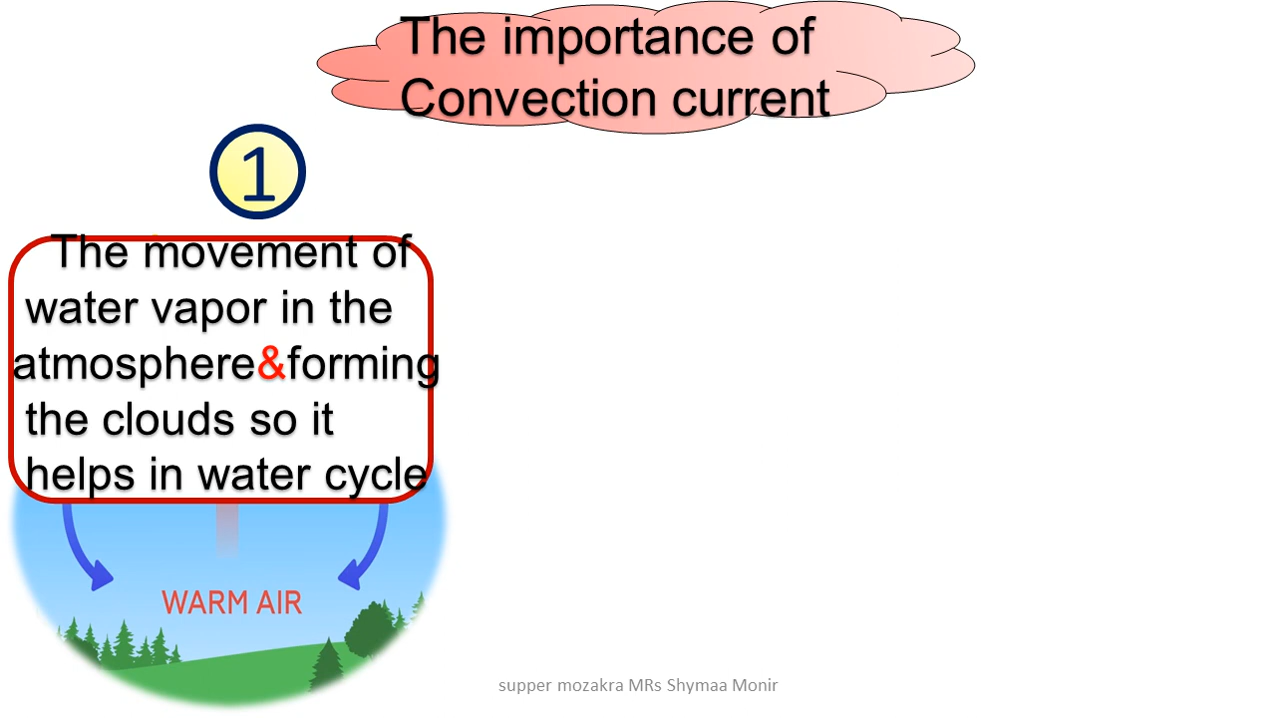 The importance of
Convection current
1
The movement of
water vapor in the
atmosphere&forming
the clouds so it
helps in water cycle
WARM AIR
supper mozakra MRs Shymaa Monir